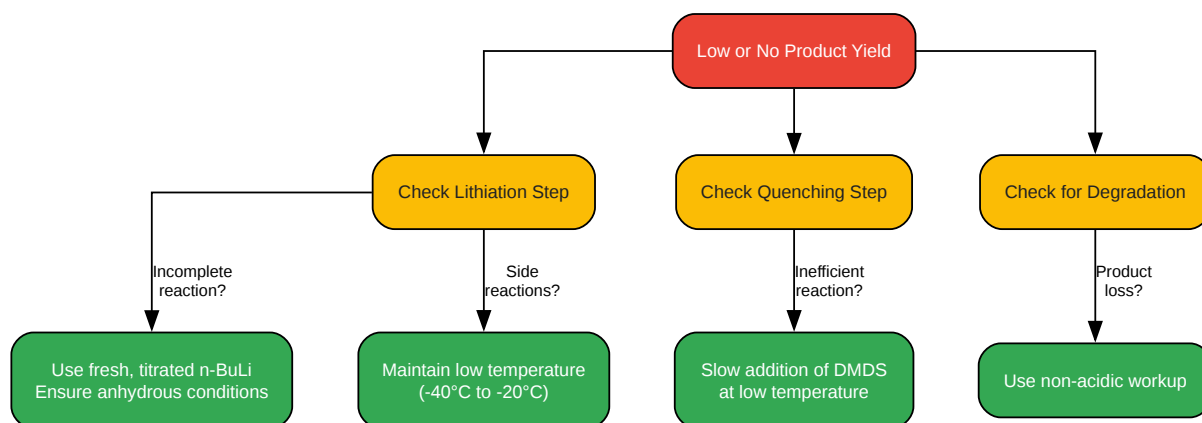 Low or No Product Yield
Check Lithiation Step
Check Quenching Step
Check for Degradation
Incomplete
reaction?
Side
reactions?
Inefficient
reaction?
Product
loss?
Use fresh, titrated n-BuLi
Ensure anhydrous conditions
Maintain low temperature
(-40°C to -20°C)
Slow addition of DMDS
at low temperature
Use non-acidic workup